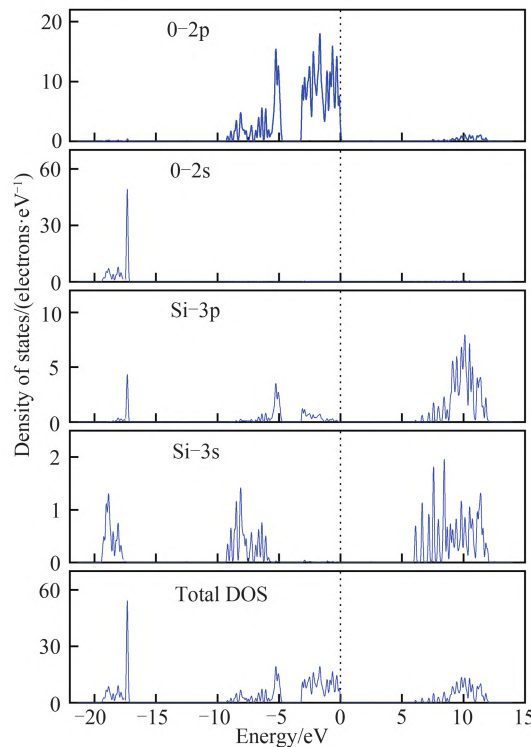 20
0-2p
10
0
60
0-2s
30
0
10
Si-3p
5
0
2
Si-3s
1
0
60
Total DOS
30
0
−20 −15 −10 −5 0 5 10 15
Energy/eV
Density of states/(electrons·eV⁻¹)